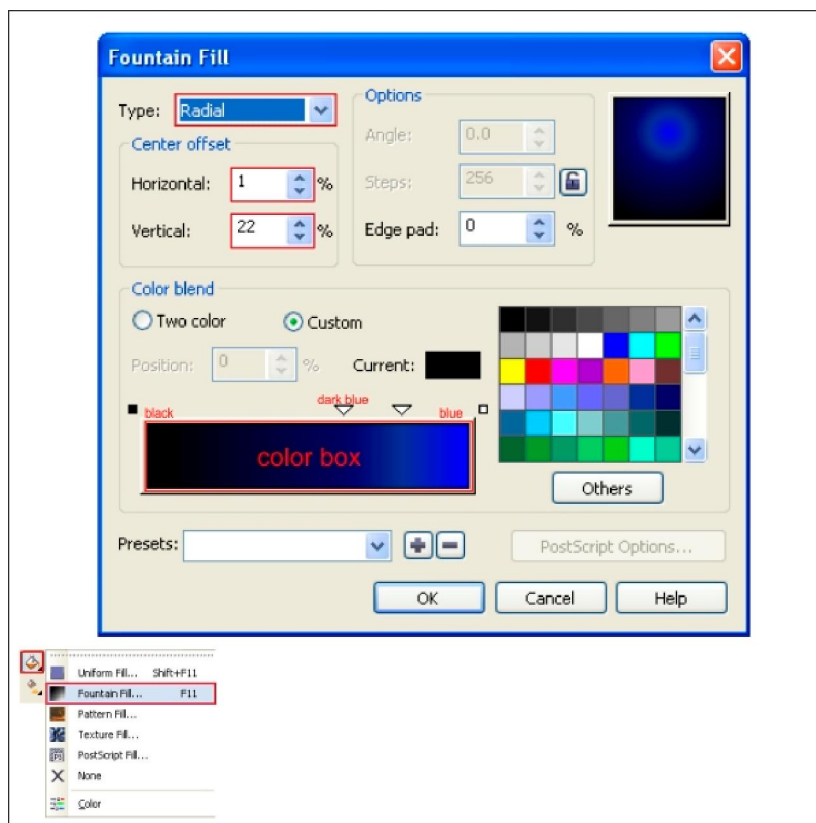 Fountain Fill
Type: Radial
Center offset
Horizontal: 1 %
Vertical: 22 %
Options
Angle: 0.0
Steps: 256
Edge pad: 0 %
Color blend
Two color Custom
Position: 0 % Current:
black dark blue blue
color box
Others
Presets: PostScript Options...
OK Cancel Help
Uniform Fill... Shift+F11
Fountain Fill... F11
Pattern Fill...
Texture Fill...
PostScript Fill...
None
Color